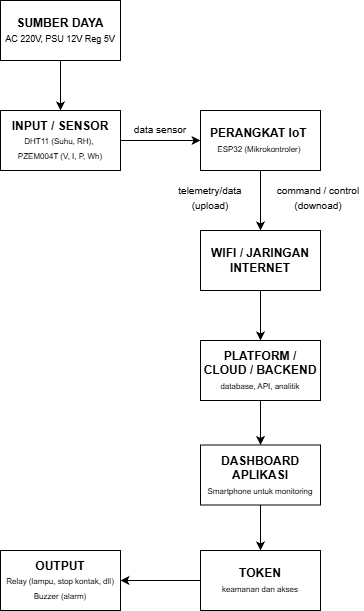 SUMBER DAYA
AC 220V, PSU 12V Reg 5V
INPUT / SENSOR
DHT11 (Suhu, RH),
PZEM004T (V, I, P, Wh)
data sensor
PERANGKAT IoT
ESP32 (Mikrokontroler)
telemetry/data
(upload)
command / control
(downoad)
WIFI / JARINGAN
INTERNET
PLATFORM /
CLOUD / BACKEND
database, API, analitik
DASHBOARD
APLIKASI
Smartphone untuk monitoring
TOKEN
keamanan dan akses
OUTPUT
Relay (lampu, stop kontak, dll)
Buzzer (alarm)